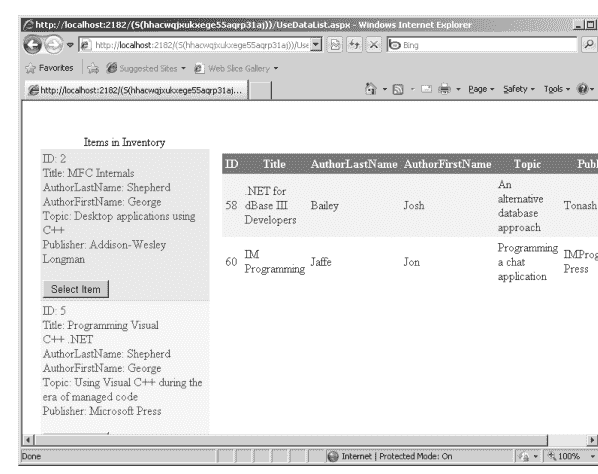 http://localhost:2182/(S(hhacwqjxukxege55aqrp31aj))/UseDataList.aspx - Windows Internet Explorer
http://localhost:2182/(S(hhacwqjxukxege55aqrp31aj))/Use
Bing
Favorites Suggested Sites Web Slice Gallery
http://localhost:2182/(S(hhacwqjxukxege55aqrp31aj...
Page Safety Tools
Items in Inventory
ID: 2
Title: MFC Internals
AuthorLastName: Shepherd
AuthorFirstName: George
Topic: Desktop applications using
C++
Publisher: Addison-Wesley
Longman
Select Item
ID: 5
Title: Programming Visual
C++ .NET
AuthorLastName: Shepherd
AuthorFirstName: George
Topic: Using Visual C++ during the
era of managed code
Publisher: Microsoft Press
ID Title AuthorLastName AuthorFirstName Topic Publ
58 .NET for dBase III Developers Bailey Josh An alternative database approach Tonash
60 IM Programming Jaffe Jon Programming a chat application IMProg Press
Done
Internet | Protected Mode: On
100%